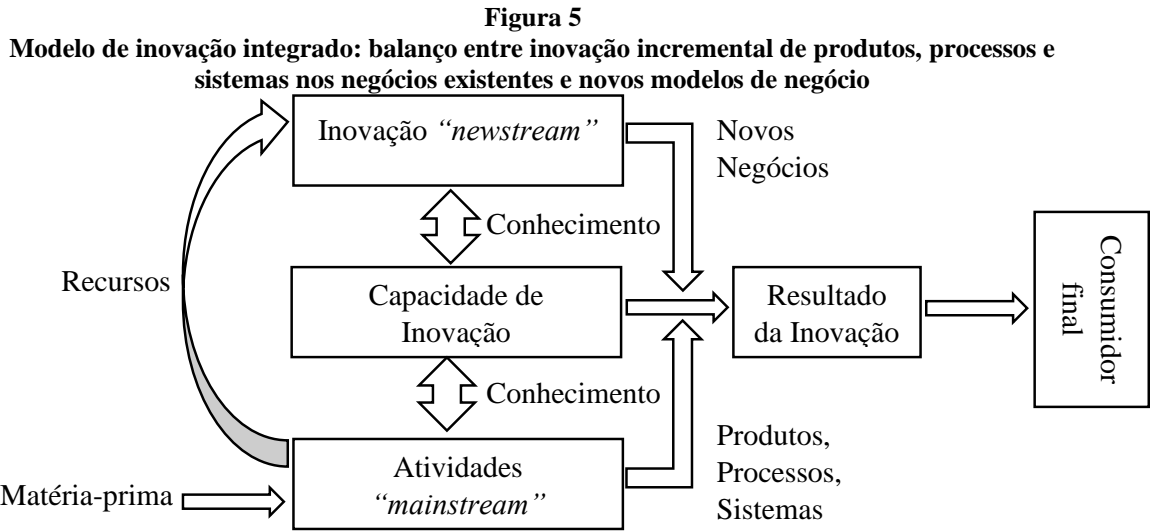 Figura 5
Modelo de inovação integrado: balanço entre inovação incremental de produtos, processos e
sistemas nos negócios existentes e novos modelos de negócio
Inovação “newstream”
Novos
Negócios
Conhecimento
Recursos
Capacidade de
Inovação
Resultado
da Inovação
Consumidor
final
Conhecimento
Atividades
“mainstream”
Produtos,
Processos,
Sistemas
Matéria-prima